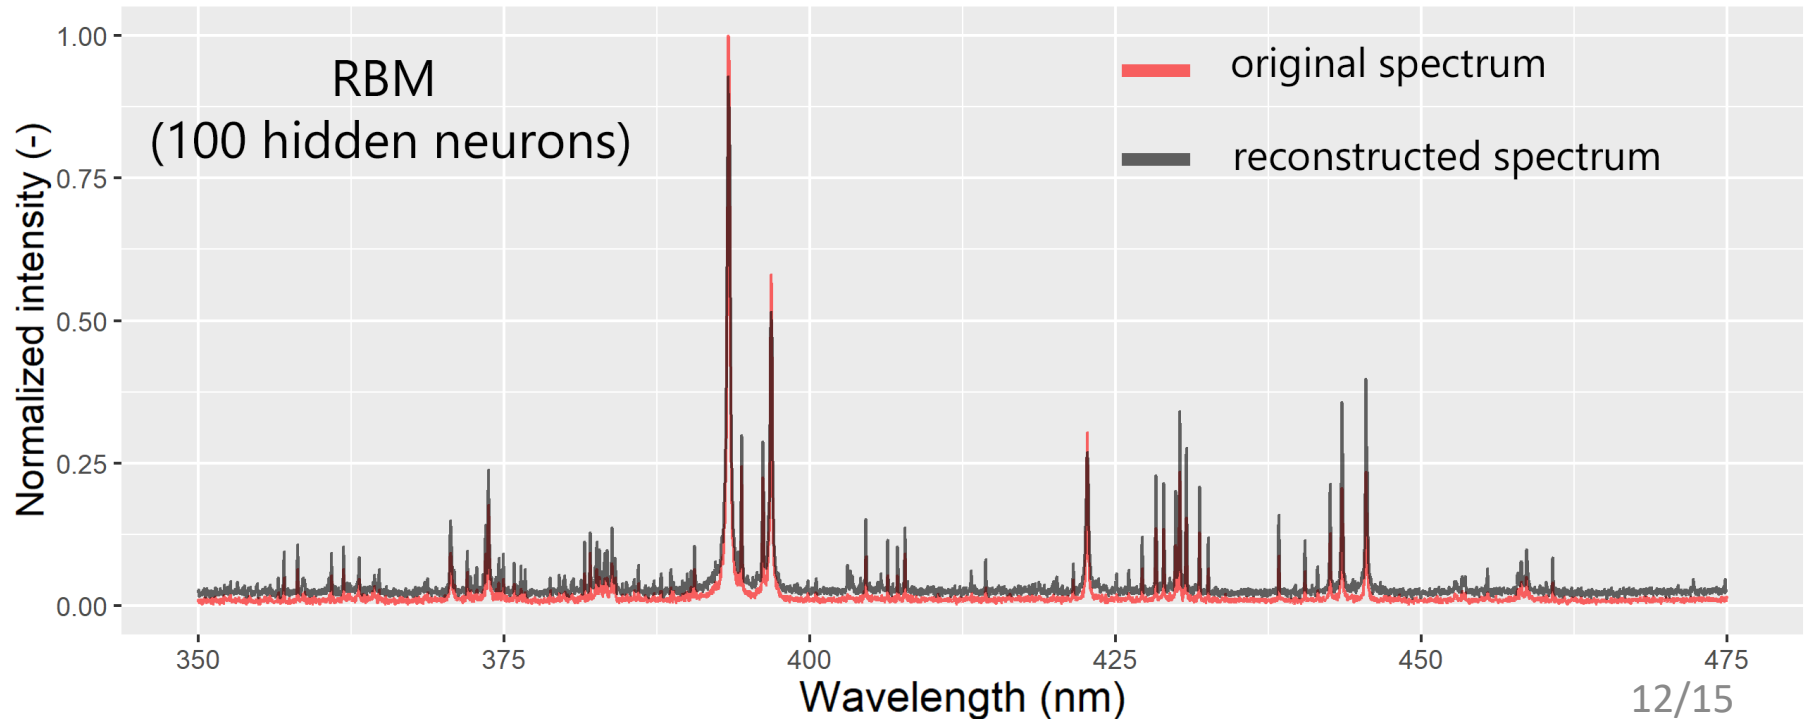 RBM
(100 hidden neurons)
original spectrum
reconstructed spectrum
Normalized intensity (-)
1.00
0.75
0.50
0.25
0.00
350
375
400
425
450
475
Wavelength (nm)
12/15